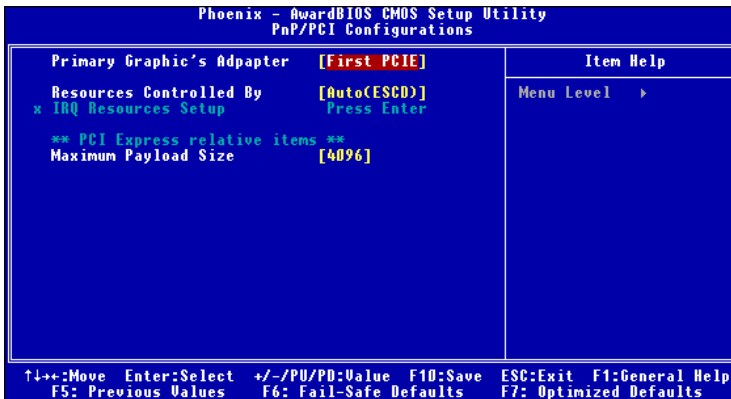 Phoenix - AwardBIOS CMOS Setup Utility
PnP/PCI Configurations
Primary Graphic's Adpapter [First PCIE]
Item Help
Resources Controlled By [Auto(ESCD)]
Menu Level ▸
x IRQ Resources Setup Press Enter
** PCI Express relative items **
Maximum Payload Size [4096]
↑↓→←:Move Enter:Select +/-/PU/PD:Value F10:Save ESC:Exit F1:General Help
F5: Previous Values F6: Fail-Safe Defaults F7: Optimized Defaults